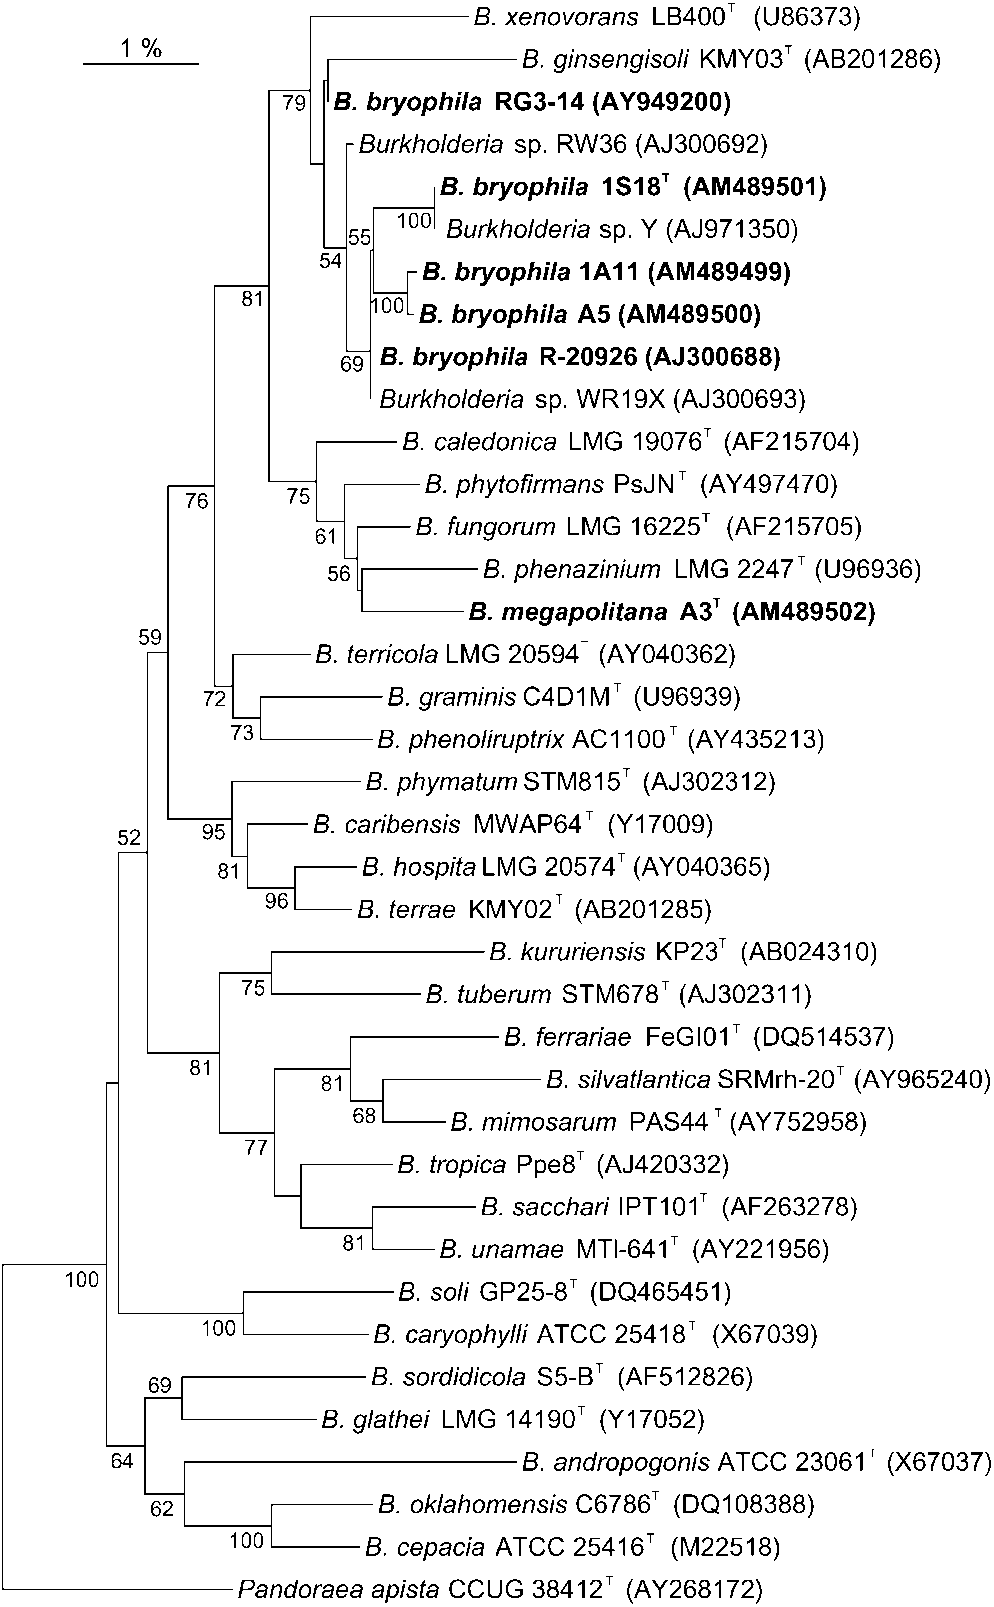 B. xenovorans LB400ᵀ (U86373)
1 %
B. ginsengisoli KMY03ᵀ (AB201286)
79
B. bryophila RG3-14 (AY949200)
Burkholderia sp. RW36 (AJ300692)
B. bryophila 1S18ᵀ (AM489501)
100
Burkholderia sp. Y (AJ971350)
55
54
B. bryophila 1A11 (AM489499)
81
100
B. bryophila A5 (AM489500)
B. bryophila R-20926 (AJ300688)
69
Burkholderia sp. WR19X (AJ300693)
B. caledonica LMG 19076ᵀ (AF215704)
B. phytofirmans PsJNᵀ (AY497470)
75
76
B. fungorum LMG 16225ᵀ (AF215705)
61
B. phenazinium LMG 2247ᵀ (U96936)
56
B. megapolitana A3ᵀ (AM489502)
59
B. terricola LMG 20594⁻ (AY040362)
72
B. graminis C4D1Mᵀ (U96939)
73
B. phenoliruptrix AC1100ᵀ (AY435213)
B. phymatum STM815ᵀ (AJ302312)
B. caribensis MWAP64ᵀ (Y17009)
95
52
B. hospita LMG 20574ᵀ (AY040365)
81
96
B. terrae KMY02ᵀ (AB201285)
B. kururiensis KP23ᵀ (AB024310)
75
B. tuberum STM678ᵀ (AJ302311)
B. ferrariae FeGI01ᵀ (DQ514537)
81
81
B. silvatlantica SRMrh-20ᵀ (AY965240)
68
B. mimosarum PAS44ᵀ (AY752958)
77
B. tropica Ppe8ᵀ (AJ420332)
B. sacchari IPT101ᵀ (AF263278)
81
B. unamae MTI-641ᵀ (AY221956)
100
B. soli GP25-8ᵀ (DQ465451)
100
B. caryophylli ATCC 25418ᵀ (X67039)
B. sordidicola S5-Bᵀ (AF512826)
69
B. glathei LMG 14190ᵀ (Y17052)
64
B. andropogonis ATCC 23061ᵀ (X67037)
62
B. oklahomensis C6786ᵀ (DQ108388)
100
B. cepacia ATCC 25416ᵀ (M22518)
Pandoraea apista CCUG 38412ᵀ (AY268172)